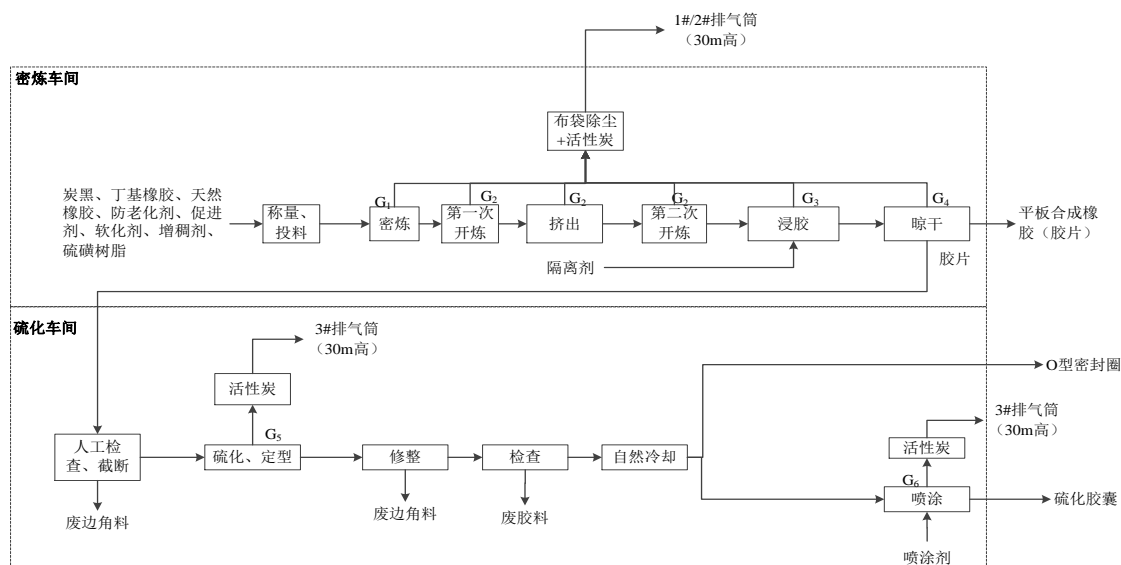 1#/2#排气筒
（30m高）
密炼车间
布袋除尘
+活性炭
炭黑、丁基橡胶、天然
橡胶、防老化剂、促进
剂、软化剂、增稠剂、
硫磺树脂
称量、
投料
G1
密炼
G2
第一次
开炼
G2
挤出
G2
第二次
开炼
G3
浸胶
G4
晾干
平板合成橡
胶（胶片）
隔离剂
胶片
硫化车间
3#排气筒
（30m高）
活性炭
O型密封圈
3#排气筒
（30m高）
活性炭
人工检
查、截断
G5
硫化、定型
修整
检查
自然冷却
G6
喷涂
硫化胶囊
废边角料
废边角料
废胶料
喷涂剂